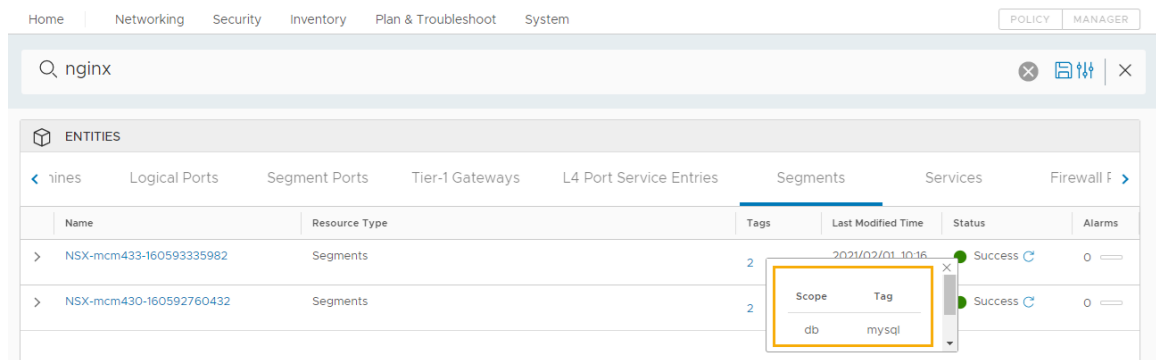 Home Networking Security Inventory Plan & Troubleshoot System POLICY MANAGER
nginx
ENTITIES
nines Logical Ports Segment Ports Tier-1 Gateways L4 Port Service Entries Segments Services Firewall
Name Resource Type Tags Last Modified Time Status Alarms
NSX-mcm433-160593335982 Segments 2 2021/02/01, 10:16 Success 0
Scope Tag
NSX-mcm430-160592760432 Segments 2 Success 0
db mysql